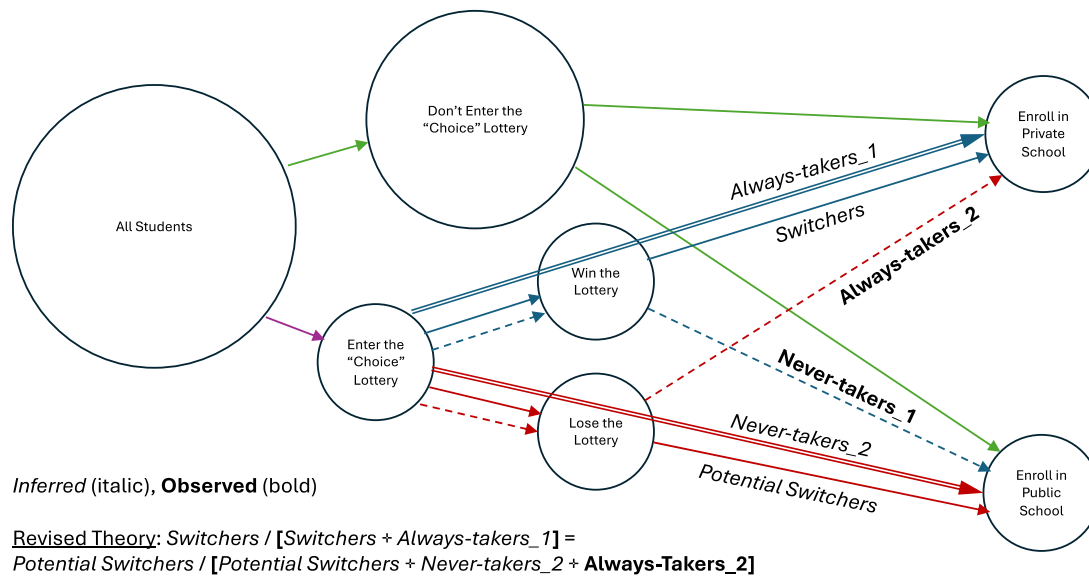 Don’t Enter the
“Choice” Lottery
Enroll in
Private
School
Always-takers_1
All Students
Switchers
Always-takers_2
Win the
Lottery
Enter the
“Choice”
Lottery
Never-takers_1
Lose the
Lottery
Never-takers_2
Potential Switchers
Enroll in
Public
School
Inferred (italic), Observed (bold)
Revised Theory: Switchers / [Switchers + Always-takers_1] =
Potential Switchers / [Potential Switchers + Never-takers_2 + Always-Takers_2]